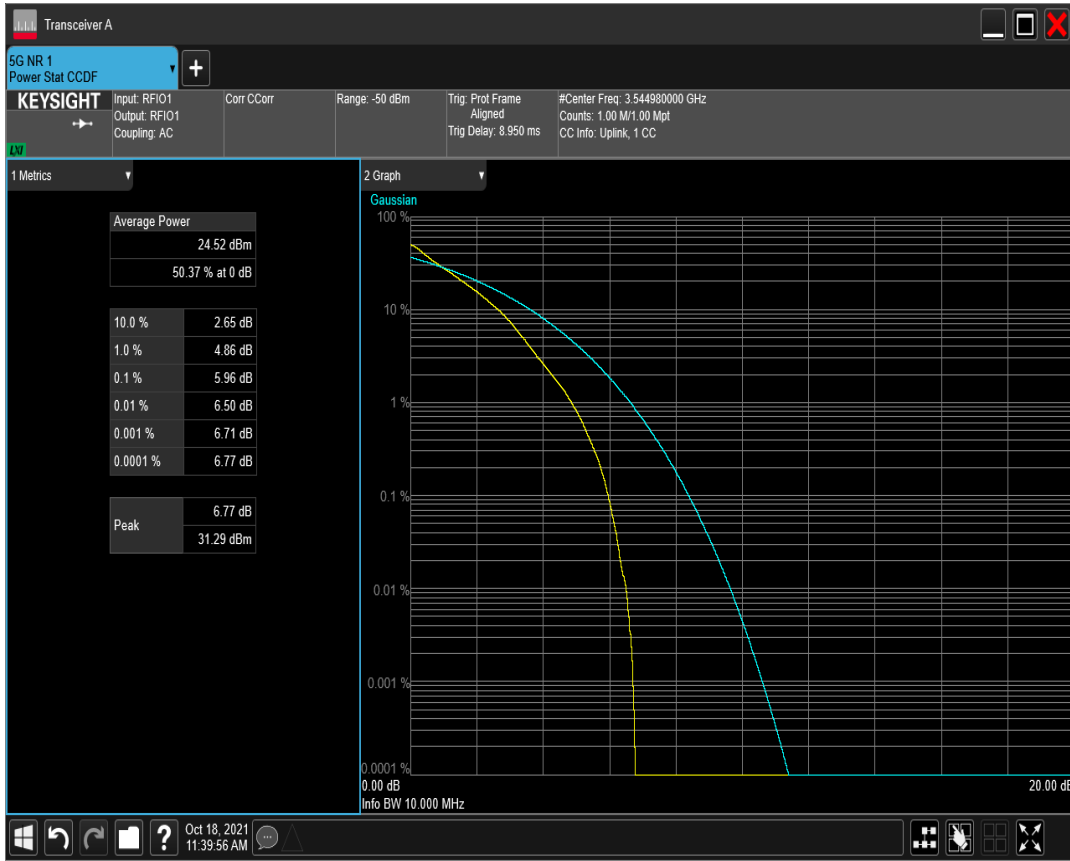 Transceiver A
5G NR 1
Power Stat CCDF
KEYSIGHT
LXI
Input: RFIO1
Output: RFIO1
Coupling: AC
Corr CCorr
Range: -50 dBm
Trig: Prot Frame
Aligned
Trig Delay: 8.950 ms
#Center Freq: 3.544980000 GHz
Counts: 1.00 M/1.00 Mpt
CC Info: Uplink, 1 CC
1 Metrics
Average Power
24.52 dBm
50.37 % at 0 dB
10.0 % 2.65 dB
1.0 % 4.86 dB
0.1 % 5.96 dB
0.01 % 6.50 dB
0.001 % 6.71 dB
0.0001 % 6.77 dB
Peak 6.77 dB
31.29 dBm
2 Graph
Gaussian
100 %
10 %
1 %
0.1 %
0.01 %
0.001 %
0.0001 %
0.00 dB 20.00 dB
Info BW 10.000 MHz
Oct 18, 2021
11:39:56 AM